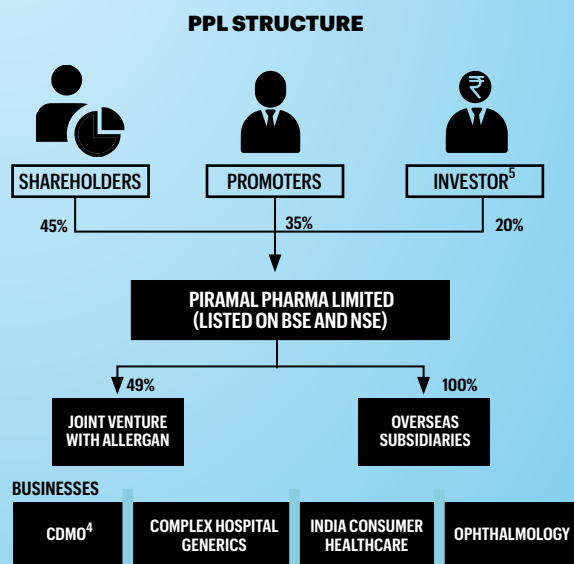 PPL STRUCTURE
₹
SHAREHOLDERS
PROMOTERS
INVESTOR5
45%
35%
20%
PIRAMAL PHARMA LIMITED
(LISTED ON BSE AND NSE)
49%
100%
JOINT VENTURE
WITH ALLERGAN
OVERSEAS
SUBSIDIARIES
BUSINESSES
CDMO4
COMPLEX HOSPITAL
GENERICS
INDIA CONSUMER
HEALTHCARE
OPHTHALMOLOGY